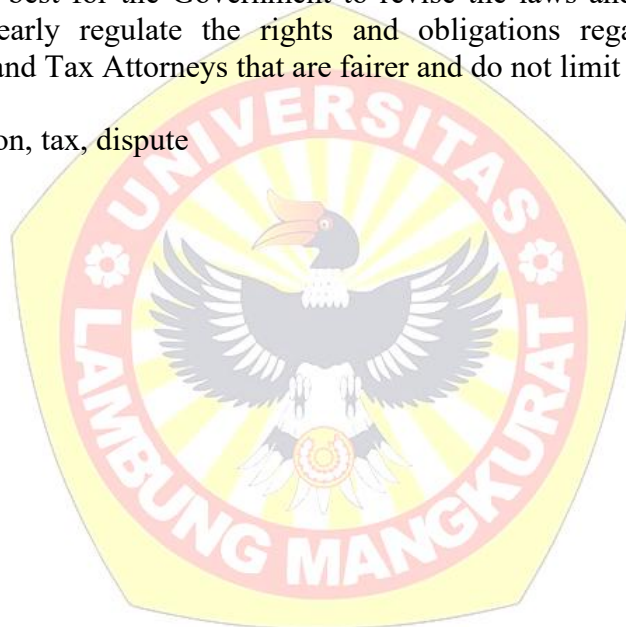 best for the Government to revise the laws and
early regulate the rights and obligations rega
and Tax Attorneys that are fairer and do not limit
on, tax, dispute
UNIVERSITAS
LAMBUNG MANGKURAT